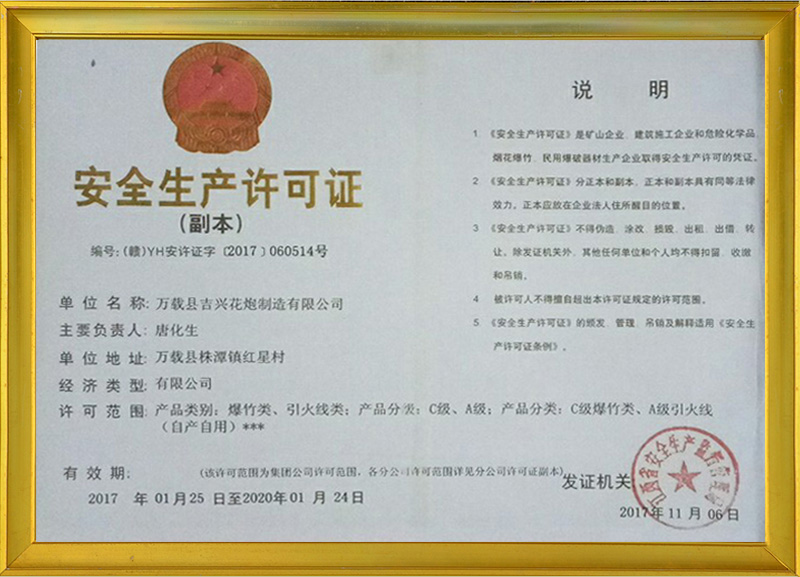 安全生产许可证
(副本)
编号:(赣)YH安许证字〔2017〕060514号
单位名称: 万载县吉兴花炮制造有限公司
主要负责人: 唐化生
单位地址: 万载县株潭镇红星村
经济类型: 有限公司
许可范围: 产品类别: 爆竹类、引火线类; 产品分类: C级、A级; 产品分类: C级爆竹类、A级引火线
(自产自用)***
有效期: (该许可范围为集团公司许可范围, 各分公司许可范围详见分公司许可证副本)
2017 年 01月25 日至2020年01 月 24日
说 明
1 《安全生产许可证》是矿山企业、建筑施工企业和危险化学品、
烟花爆竹、民用爆破器材生产企业取得安全生产许可的凭证。
2 《安全生产许可证》分正本和副本，正本和副本具有同等法律
效力。正本应放在企业法人住所醒目的位置。
3 《安全生产许可证》不得伪造、涂改、损毁、出租、出借、转
让。除发证机关外，其他任何单位和个人均不得扣留、收缴
和吊销。
4 被许可人不得擅自超出本许可证规定的许可范围。
5 《安全生产许可证》的颁发、管理、吊销及解释适用《安全生
产许可证条例》。
发证机关
江西省安全生产监督管理局
2017年 11 月 06 日